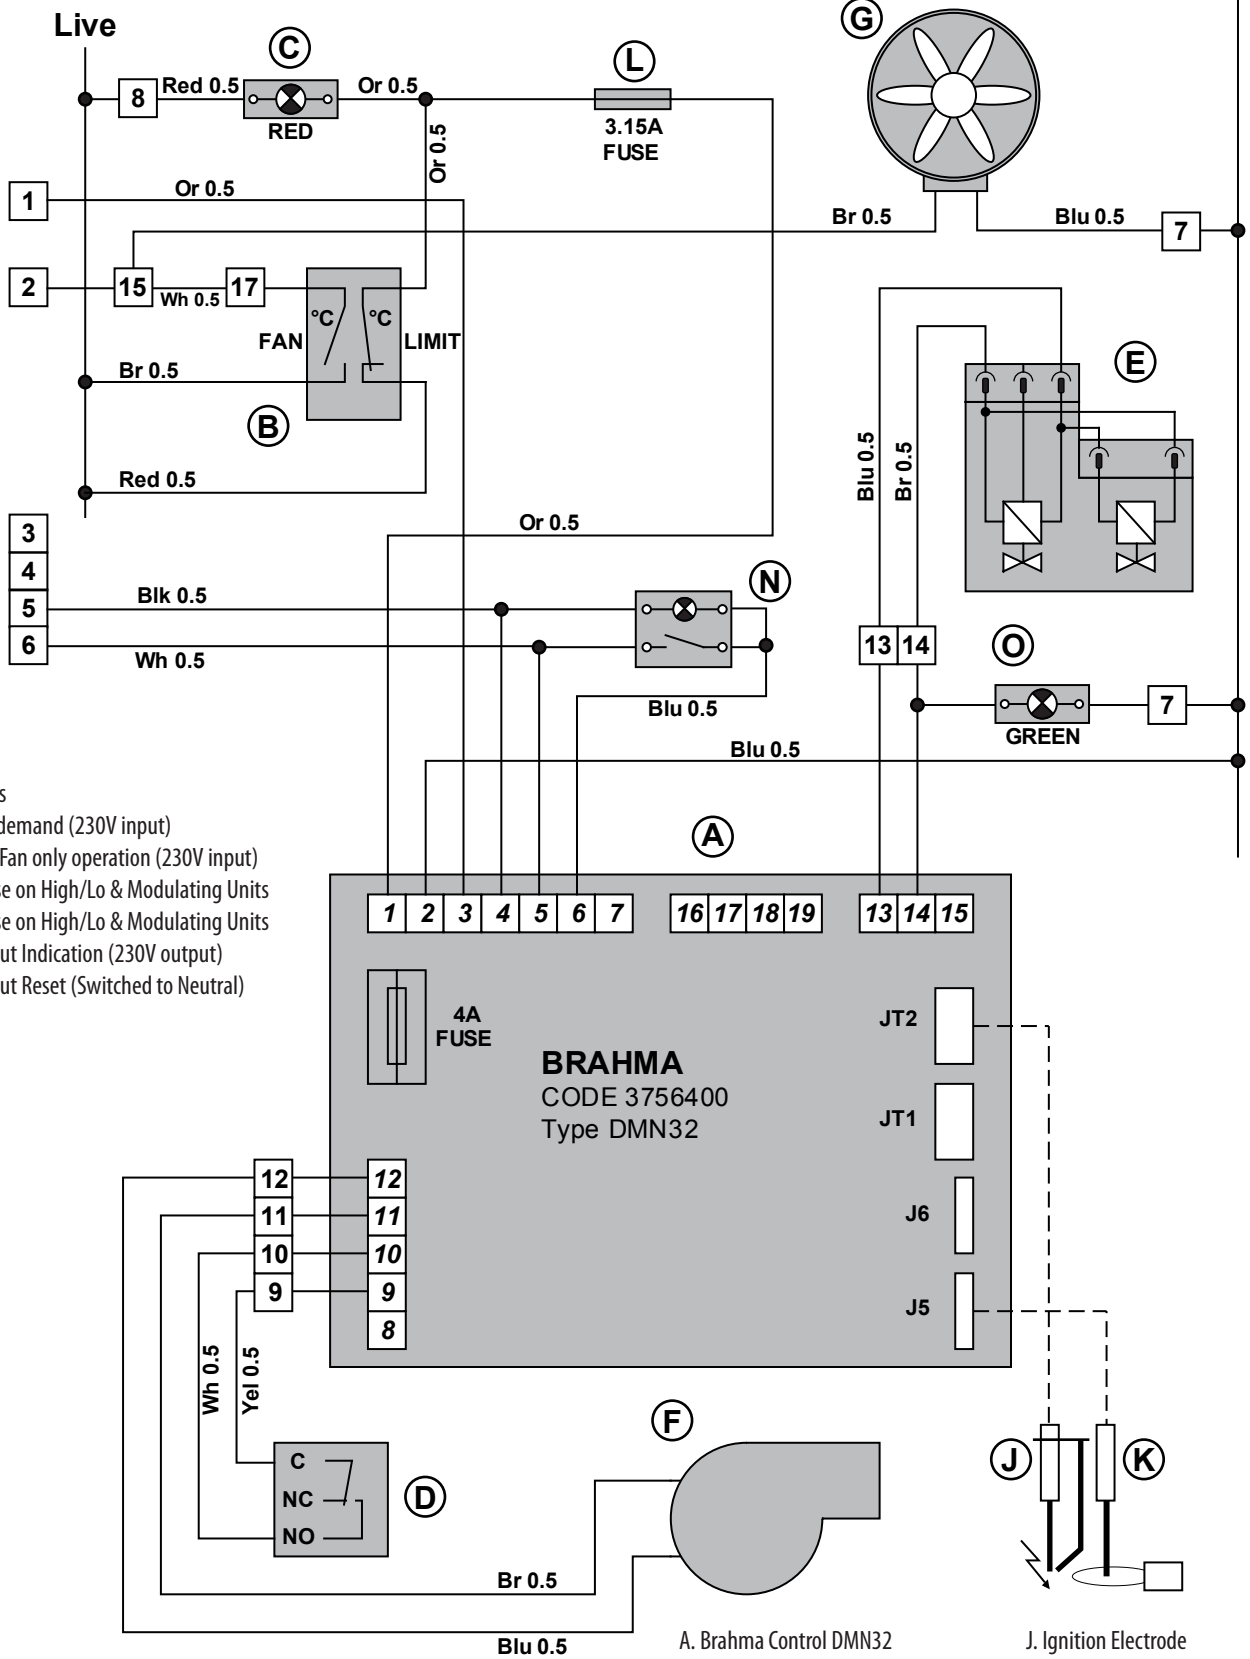 Live
C
L
G
8
Red 0.5
Or 0.5
RED
3.15A
FUSE
Or 0.5
1
Or 0.5
Br 0.5
Blu 0.5
7
2
15
Wh 0.5
17
°C
°C
FAN
LIMIT
Br 0.5
B
E
Red 0.5
Blu 0.5
Br 0.5
Or 0.5
3
4
5
6
Blk 0.5
Wh 0.5
N
Blu 0.5
13 14
O
7
GREEN
Blu 0.5
s
demand (230V input)
Fan only operation (230V input)
se on High/Lo & Modulating Units
se on High/Lo & Modulating Units
ut Indication (230V output)
ut Reset (Switched to Neutral)
A
1 2 3 4 5 6 7
16 17 18 19
13 14 15
4A
FUSE
BRAHMA
CODE 3756400
Type DMN32
JT2
JT1
J6
J5
12 12
11 11
10 10
9 9
8
Wh 0.5
Yel 0.5
C
NC
NO
D
F
J
K
Br 0.5
Blu 0.5
A. Brahma Control DMN32
J. Ignition Electrode